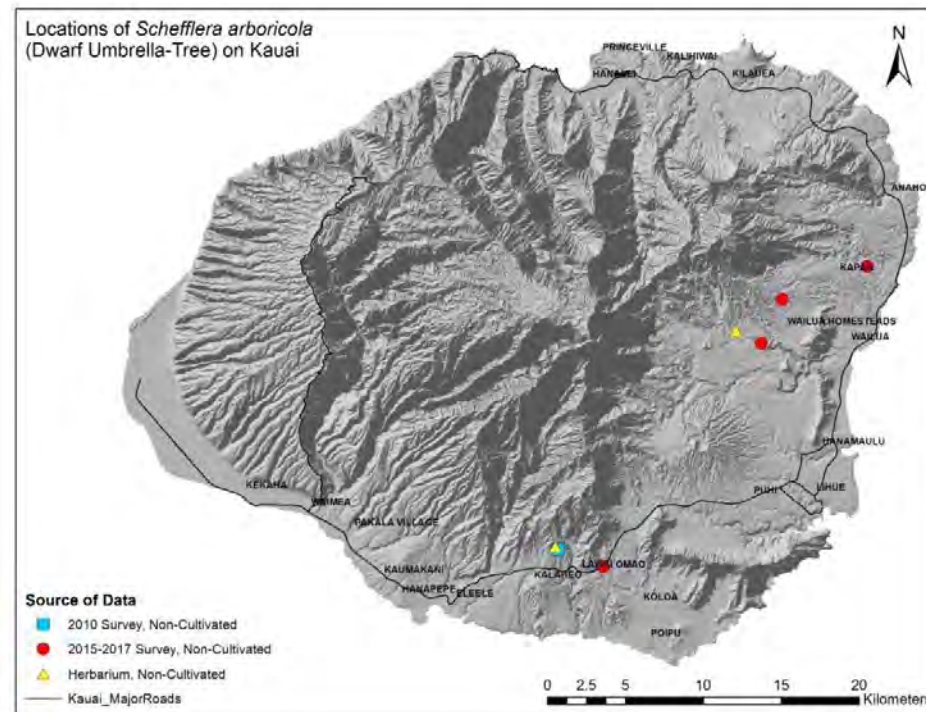 Locations of Schefflera arboricola
(Dwarf Umbrella-Tree) on Kauai
N
PRINCEVILLE
KALIHIWAI
HANALEI
KILAUEA
ANAHO
KAPAA
WAILUA HOMESTEADS
WAILUA
HANAMAULU
LIHUE
PUHI
KEKAHA
WAIMEA
PAKALA VILLAGE
KAUMAKANI
HANAPEPE
ELEELE
KALAHEO
OMAO
KOLOA
POIPU
Source of Data
2010 Survey, Non-Cultivated
2015-2017 Survey, Non-Cultivated
Herbarium, Non-Cultivated
Kauai_MajorRoads
0 2.5 5 10 15 20
Kilometers